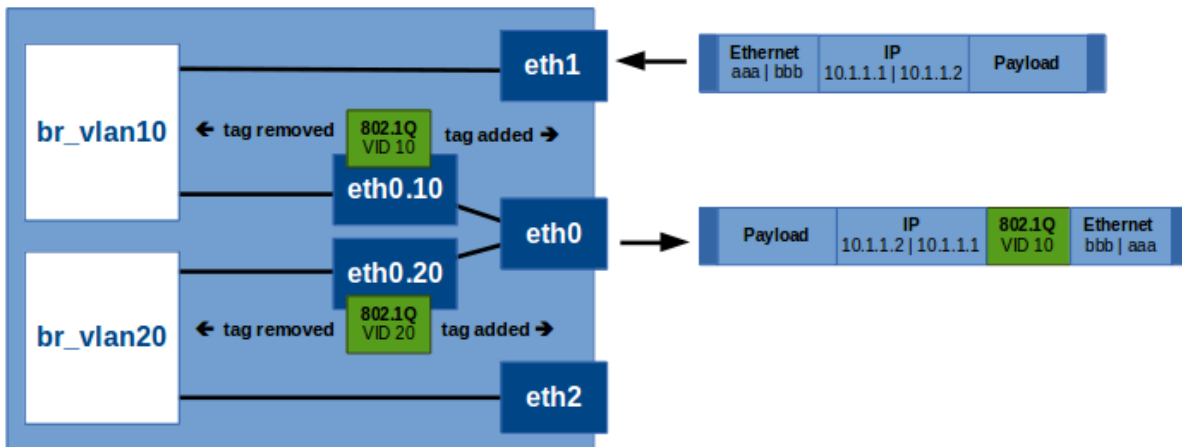 eth1
Ethernet
aaa | bbb
IP
10.1.1.1 | 10.1.1.2
Payload
br_vlan10
🡰 tag removed
802.1Q
VID 10
tag added 🡲
eth0.10
eth0
Payload
IP
10.1.1.2 | 10.1.1.1
802.1Q
VID 10
Ethernet
bbb | aaa
eth0.20
br_vlan20
🡰 tag removed
802.1Q
VID 20
tag added 🡲
eth2